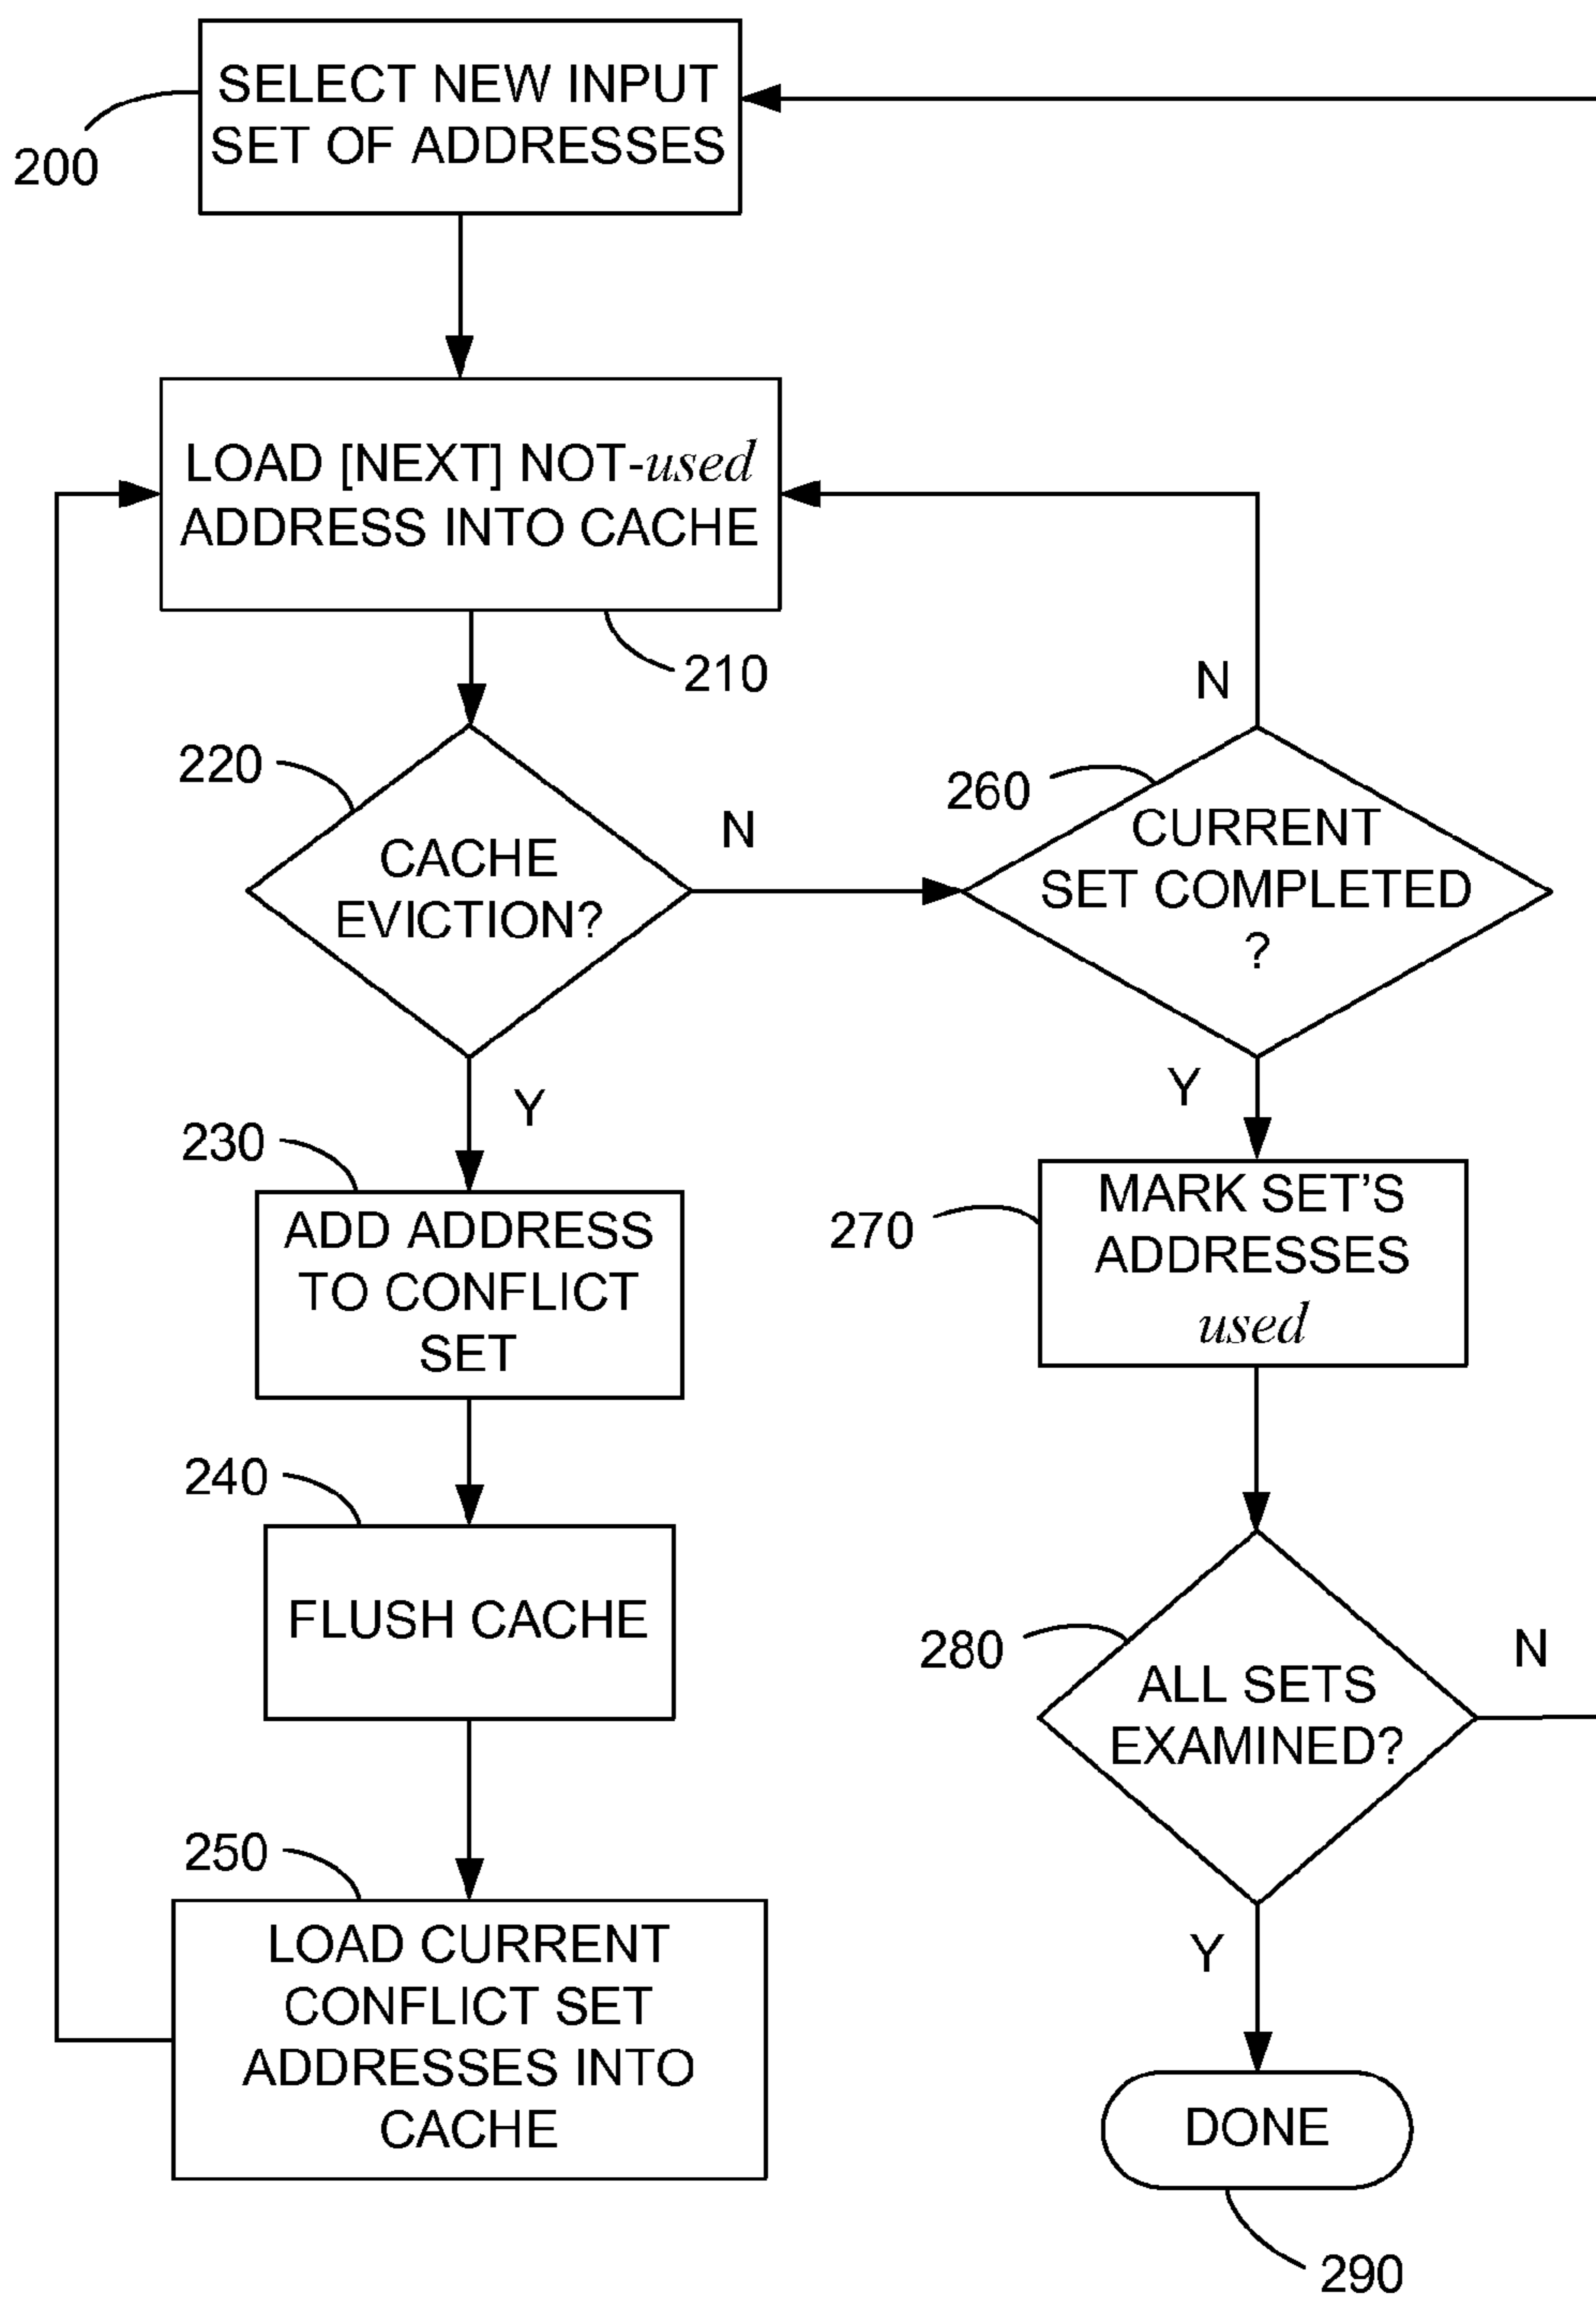 SELECT NEW INPUT
SET OF ADDRESSES
200
LOAD [NEXT] NOT-used
ADDRESS INTO CACHE
210
220
CACHE
EVICTION?
N
Y
260
CURRENT
SET COMPLETED
?
N
Y
230
ADD ADDRESS
TO CONFLICT
SET
270
MARK SET’S
ADDRESSES
used
240
FLUSH CACHE
280
ALL SETS
EXAMINED?
N
Y
250
LOAD CURRENT
CONFLICT SET
ADDRESSES INTO
CACHE
DONE
290